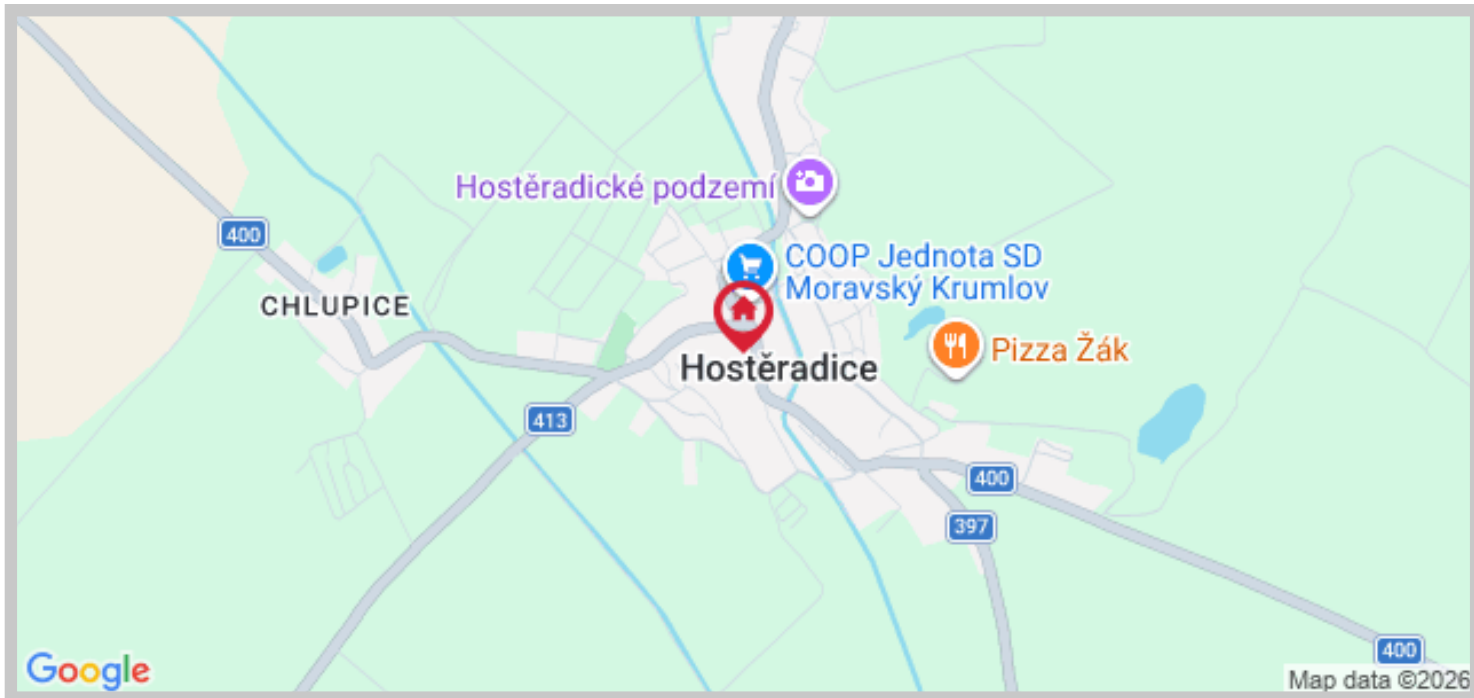 Hostěradické podzemí
400
COOP Jednota SD
Moravský Krumlov
CHLUPICE
Pizza Žák
Hostěradice
413
400
397
400
Google
Map data ©2026